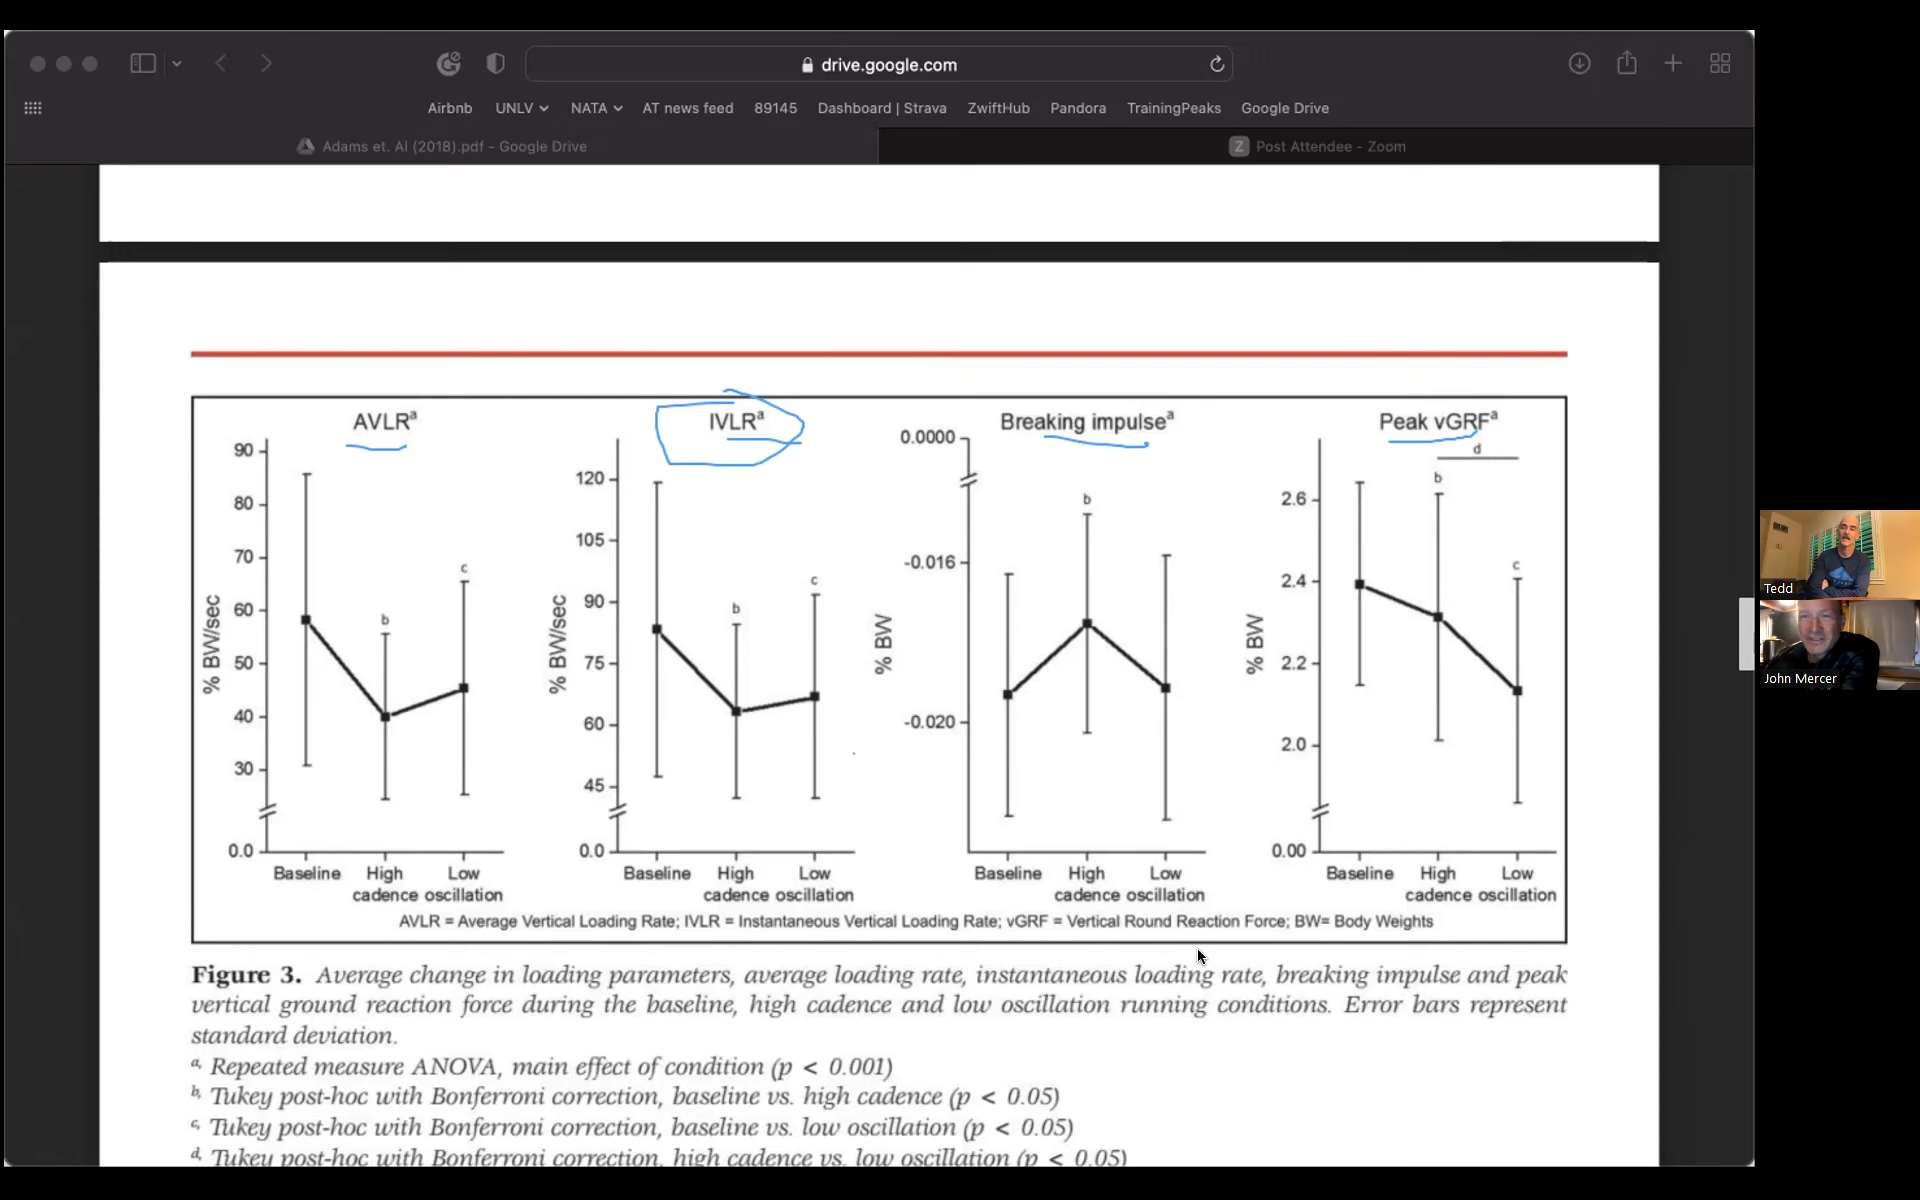 drive.google.com
Airbnb UNLV NATA AT news feed 89145 Dashboard | Strava ZwiftHub Pandora TrainingPeaks Google Drive
Adams et. Al (2018).pdf - Google Drive
Z Post Attendee - Zoom
AVLRa
90
80
70
60
50
40
30
0.0
% BW/sec
b
c
Baseline High cadence Low oscillation
IVLRa
120
105
90
75
60
45
0.0
% BW/sec
b
c
Baseline High cadence Low oscillation
Breaking impulsea
0.0000
-0.016
-0.020
% BW
b
Baseline High cadence Low oscillation
Peak vGRFa
2.6
2.4
2.2
2.0
0.00
% BW
d
b
c
Baseline High cadence Low oscillation
AVLR = Average Vertical Loading Rate; IVLR = Instantaneous Vertical Loading Rate; vGRF = Vertical Round Reaction Force; BW= Body Weights
Figure 3. Average change in loading parameters, average loading rate, instantaneous loading rate, breaking impulse and peak
vertical ground reaction force during the baseline, high cadence and low oscillation running conditions. Error bars represent
standard deviation.
a, Repeated measure ANOVA, main effect of condition (p < 0.001)
b, Tukey post-hoc with Bonferroni correction, baseline vs. high cadence (p < 0.05)
c, Tukey post-hoc with Bonferroni correction, baseline vs. low oscillation (p < 0.05)
d, Tukey post-hoc with Bonferroni correction, high cadence vs. low oscillation (p < 0.05)
Tedd
John Mercer